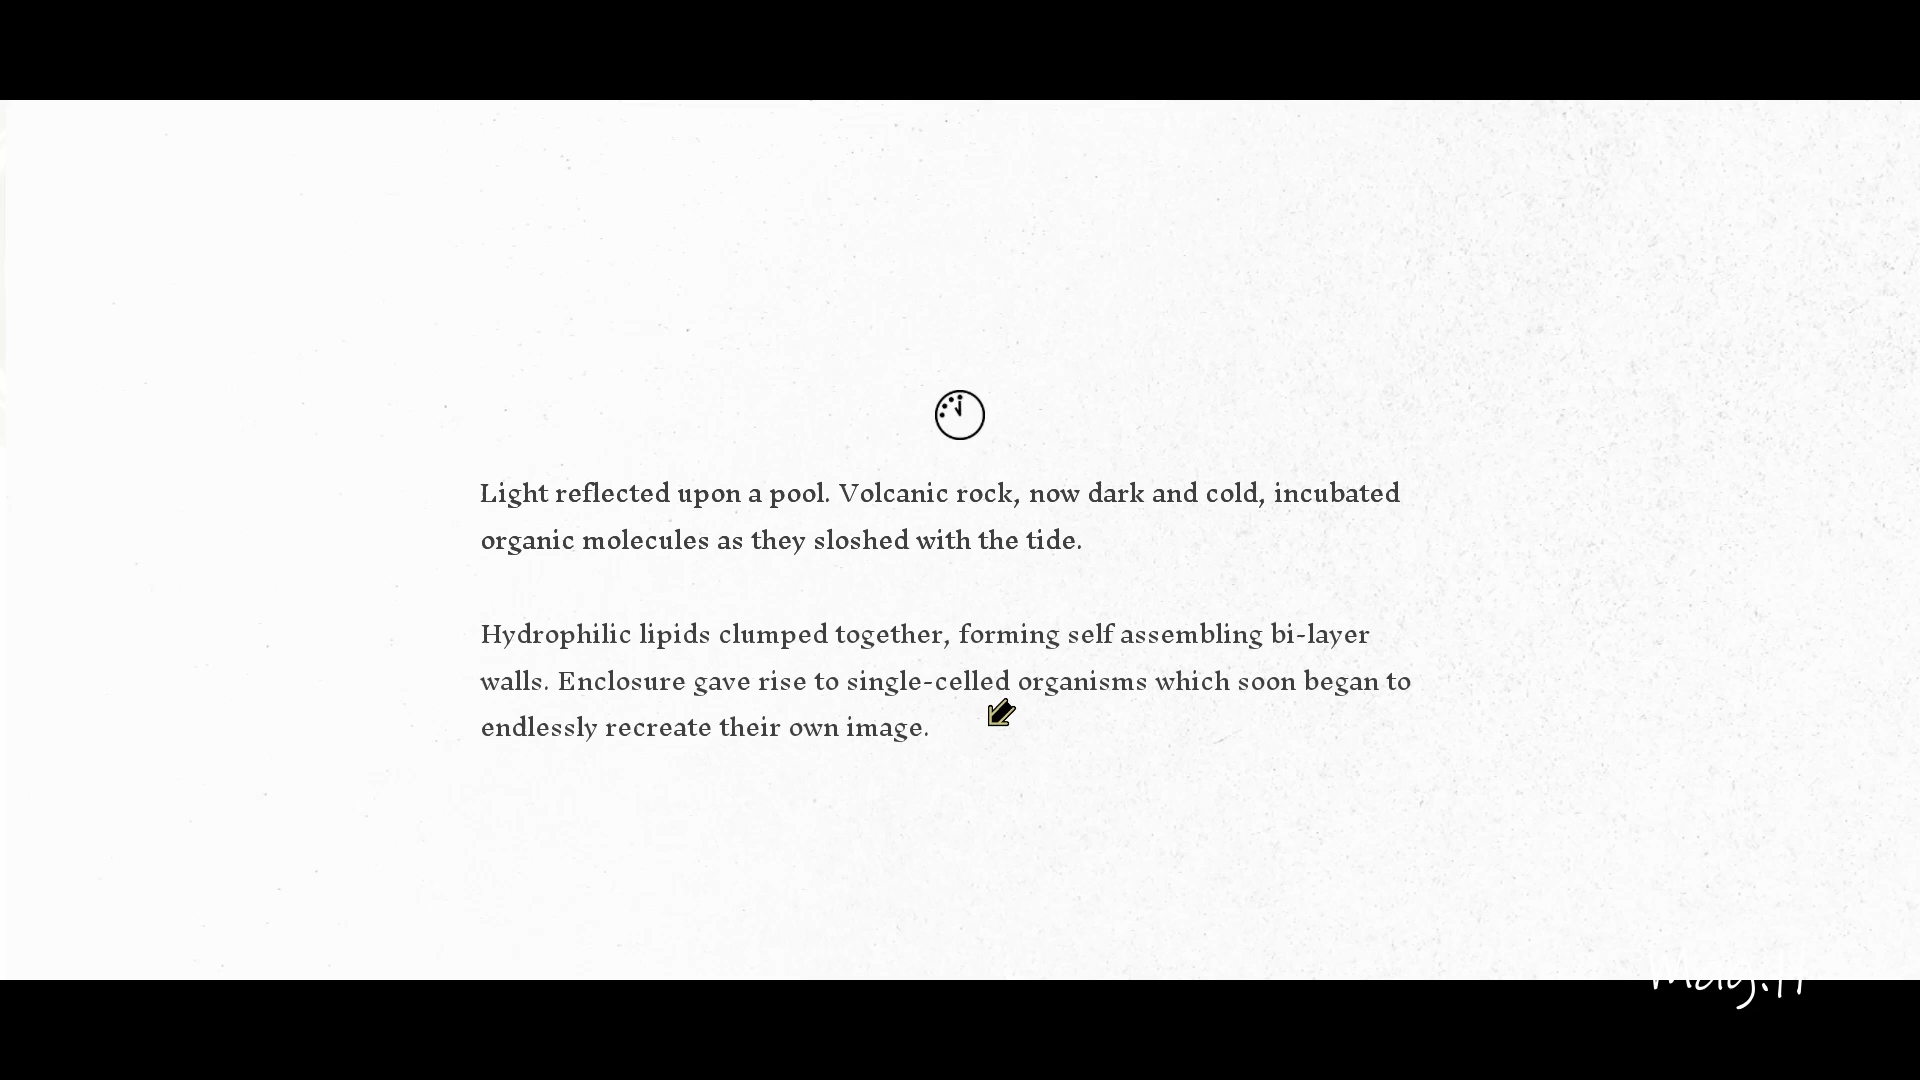 Light reflected upon a pool. Volcanic rock, now dark and cold, incubated
organic molecules as they sloshed with the tide.
Hydrophilic lipids clumped together, forming self assembling bi-layer
walls. Enclosure gave rise to single-celled organisms which soon began to
endlessly recreate their own image.